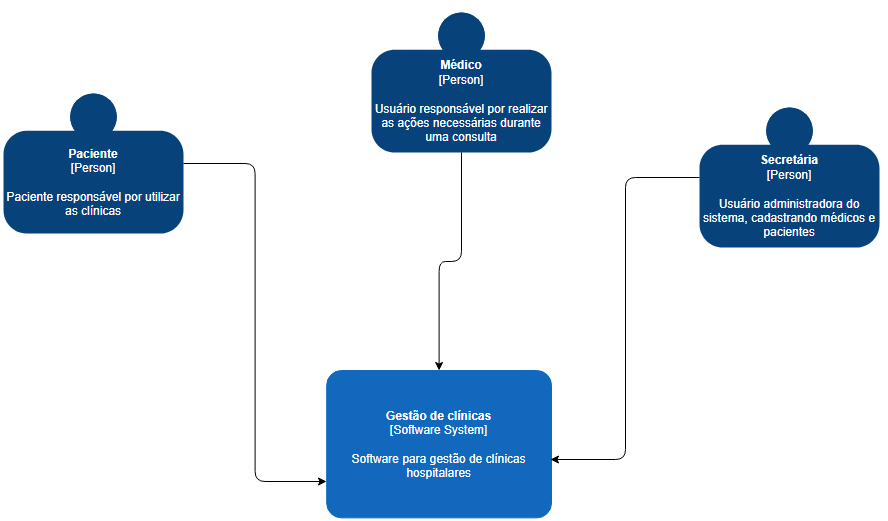 Médico
[Person]
Usuário responsável por realizar
as ações necessárias durante
uma consulta
Paciente
[Person]
Paciente responsável por utilizar
as clínicas
Secretária
[Person]
Usuário administradora do
sistema, cadastrando médicos e
pacientes
Gestão de clínicas
[Software System]
Software para gestão de clínicas
hospitalares